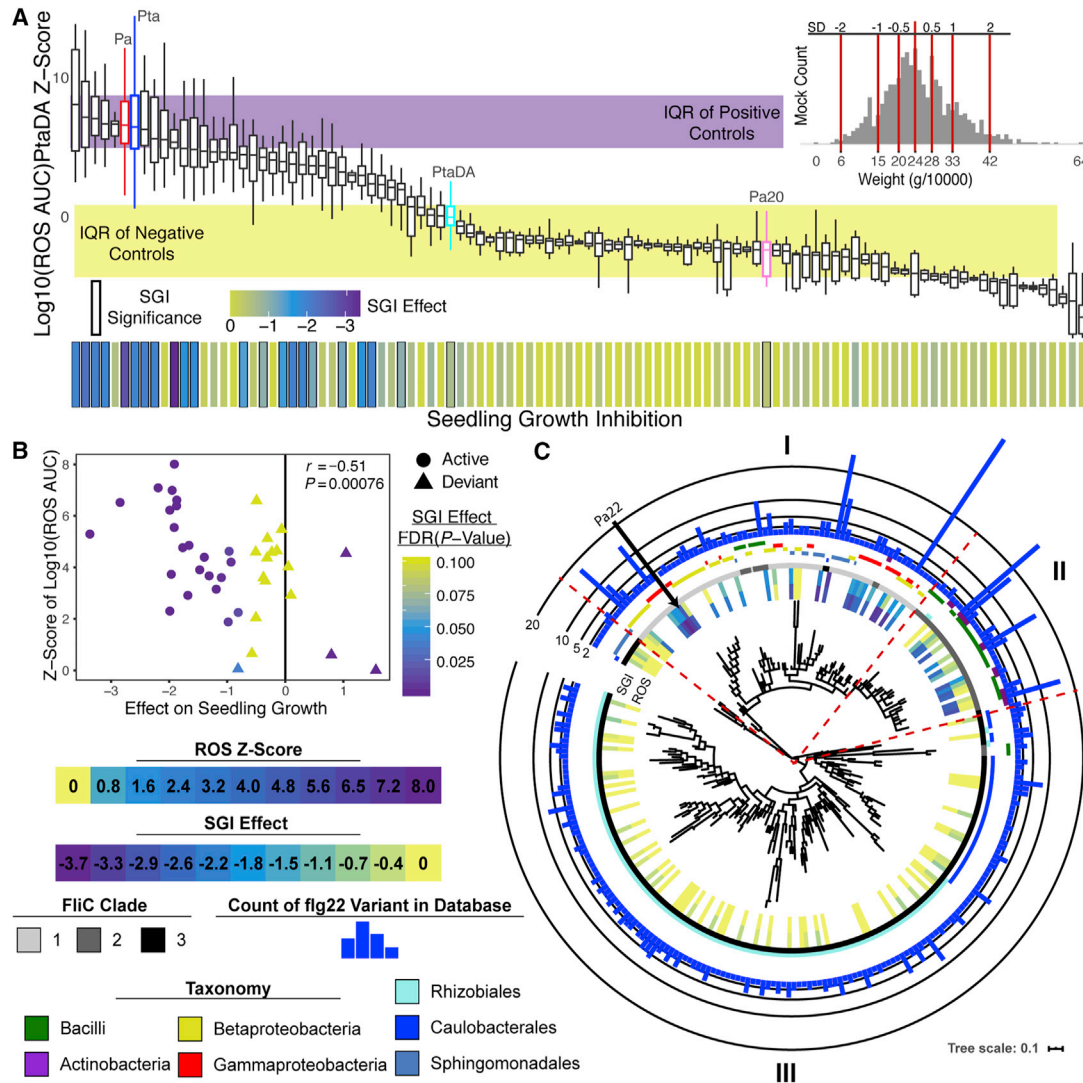 A
Log10(ROS AUC)PtaDA Z−Score
10
0
Pa
Pta
PtaDA
Pa20
IQR of Positive
Controls
IQR of Negative
Controls
SGI
Significance
SGI Effect
0 −1 −2 −3
Seedling Growth Inhibition
SD -2 -1 -0.5 0.5 1 2
Mock Count
0 6 15 20 24 28 33 42 64
Weight (g/10000)
B
Z−Score of Log10(ROS AUC)
8
6
4
2
0
r = −0.51
P = 0.00076
−3 −2 −1 0 1
Effect on Seedling Growth
Active
Deviant
SGI Effect
FDR(P−Value)
0.100
0.075
0.050
0.025
ROS Z-Score
0 0.8 1.6 2.4 3.2 4.0 4.8 5.6 6.5 7.2 8.0
SGI Effect
-3.7 -3.3 -2.9 -2.6 -2.2 -1.8 -1.5 -1.1 -0.7 -0.4 0
FliC Clade
1 2 3
Count of flg22 Variant in Database
Taxonomy
Bacilli
Actinobacteria
Betaproteobacteria
Gammaproteobacteria
Rhizobiales
Caulobacterales
Sphingomonadales
C
I
II
III
Pa22
20
10
5
2
SGI
ROS
Tree scale: 0.1